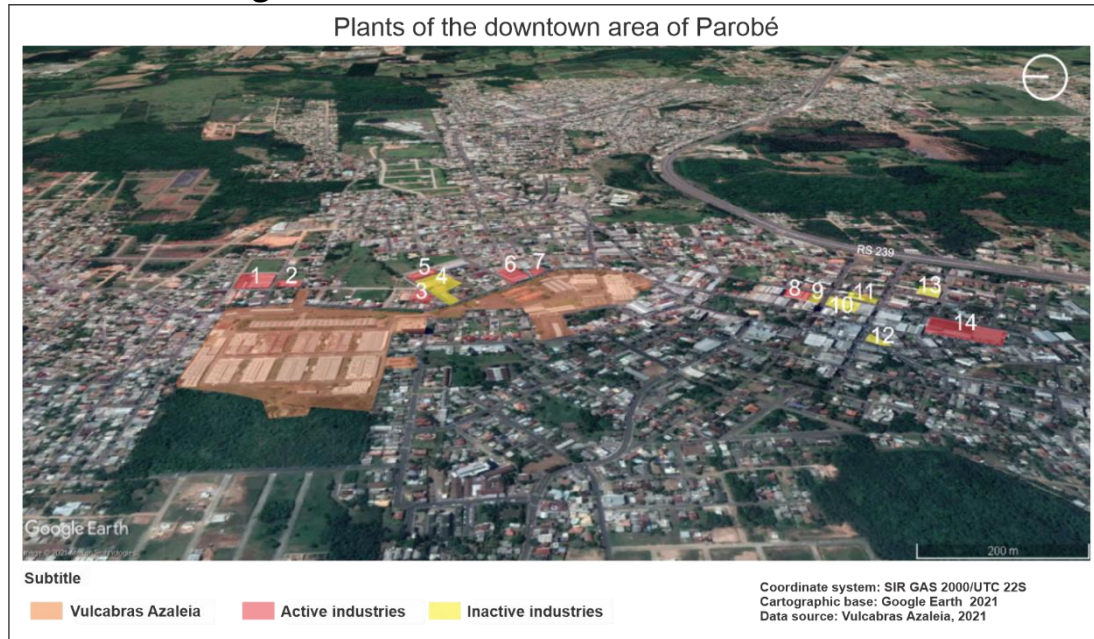 Plants of the downtown area of Parobé
RS-239
1
2
5
4
3
6
7
8
9
10
11
13
12
14
Google Earth
200 m
Subtitle
Vulcabras Azaleia
Active industries
Inactive industries
Coordinate system: SIR GAS 2000/UTC 22S
Cartographic base: Google Earth 2021
Data source: Vulcabras Azaleia, 2021